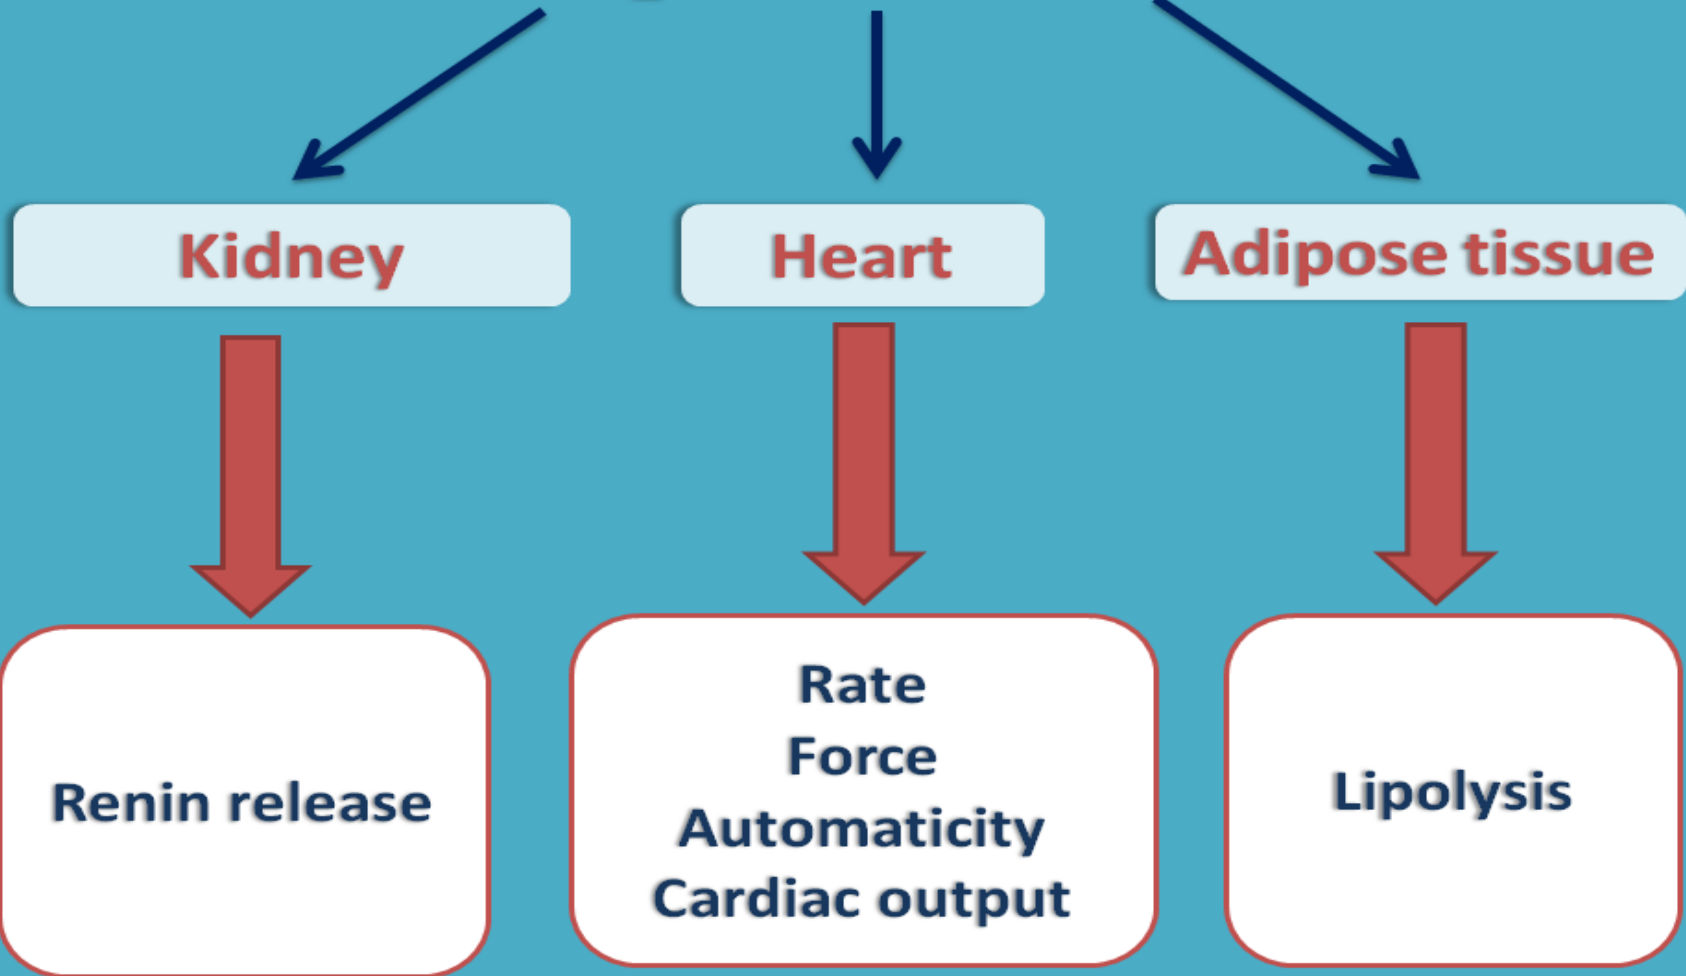 Kidney
Heart
Adipose tissue
Renin release
Rate
Force
Automaticity
Cardiac output
Lipolysis